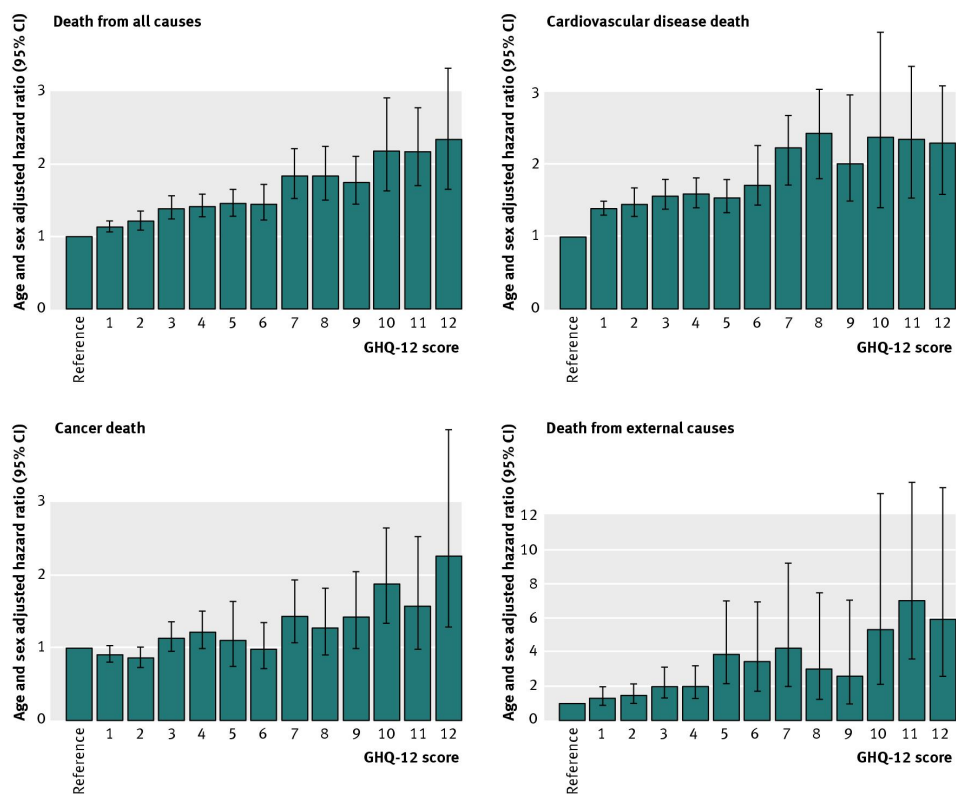 Death from all causes
Age and sex adjusted hazard ratio (95% CI)
3
2
1
0
Reference 1 2 3 4 5 6 7 8 9 10 11 12
GHQ-12 score
Cardiovascular disease death
Age and sex adjusted hazard ratio (95% CI)
3
2
1
0
Reference 1 2 3 4 5 6 7 8 9 10 11 12
GHQ-12 score
Cancer death
Age and sex adjusted hazard ratio (95% CI)
3
2
1
0
Reference 1 2 3 4 5 6 7 8 9 10 11 12
GHQ-12 score
Death from external causes
Age and sex adjusted hazard ratio (95% CI)
12
10
8
6
4
2
0
Reference 1 2 3 4 5 6 7 8 9 10 11 12
GHQ-12 score